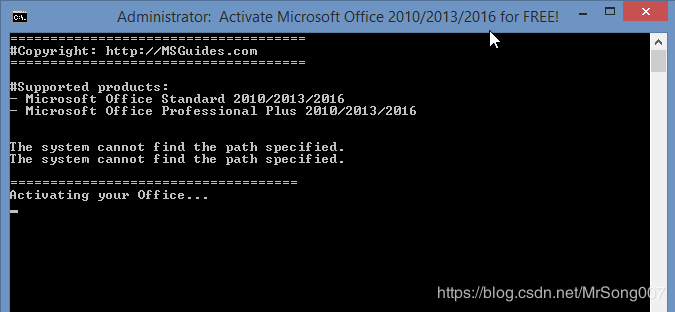 Administrator:  Activate Microsoft Office 2010/2013/2016 for FREE!
=====================================
#Copyright: http://MSGuides.com
=====================================
#Supported products:
- Microsoft Office Standard 2010/2013/2016
- Microsoft Office Professional Plus 2010/2013/2016
The system cannot find the path specified.
The system cannot find the path specified.
====================================
Activating your Office...
https://blog.csdn.net/MrSong007